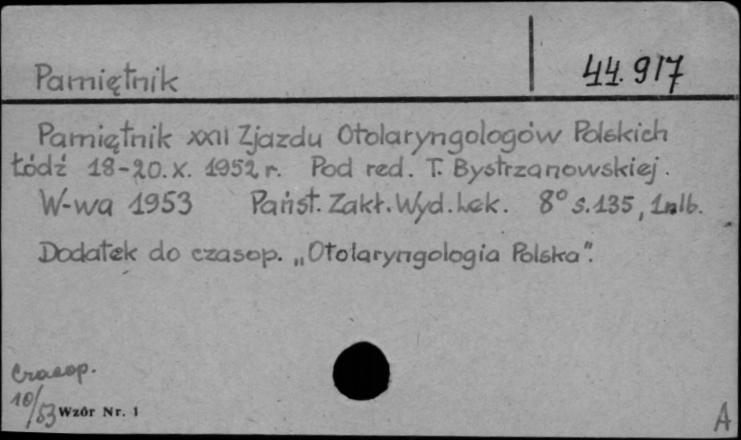 Pamiętnik
44.917
Pamiętnik XXII Zjazdu Otolaryngologów Polskich
Łódź 18-20.X. 1952 r. Pod red. T. Bystrzanowskiej.
W-wa 1953 Państ. Zakł. Wyd. Lek. 8° s. 135, 1 nlb.
Dodatek do czasop. „Otolaryngologia Polska".
Czasop.
10/53
Wzór Nr. 1
A